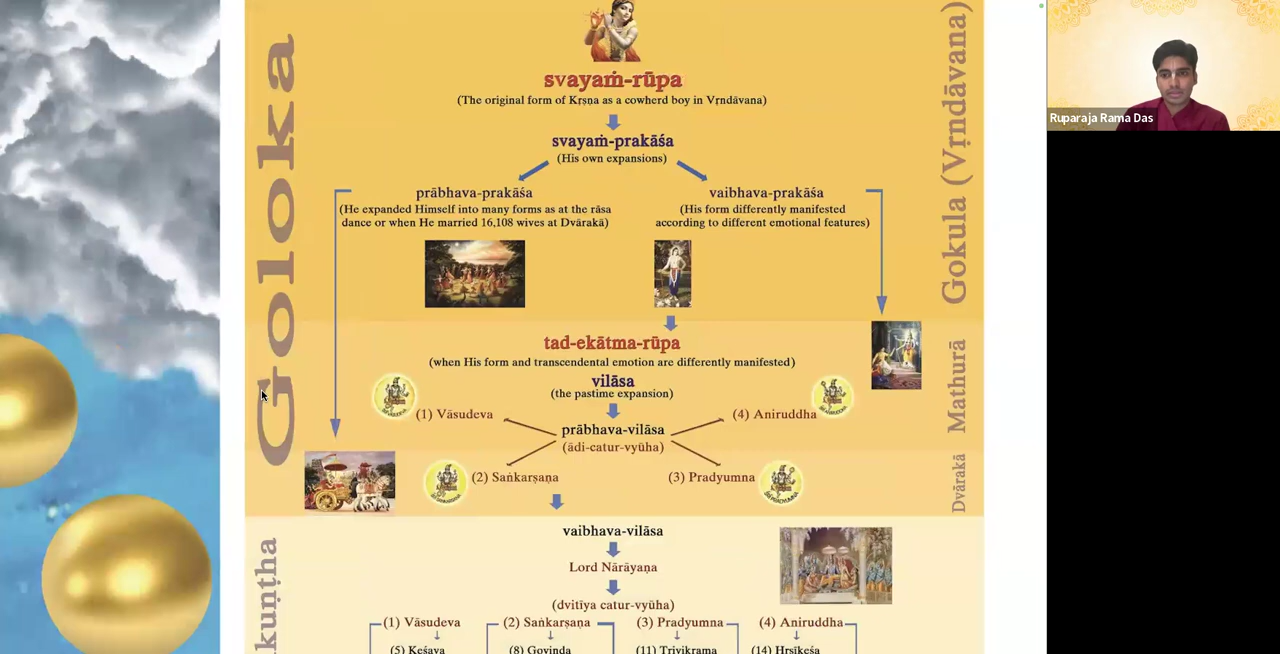 Goloka
Gokula (Vṛndāvana)
svayaṁ-rūpa
(The original form of Kṛṣṇa as a cowherd boy in Vṛndāvana)
svayaṁ-prakāśa
(His own expansions)
prābhava-prakāśa
(He expanded Himself into many forms as at the rāsa
dance or when He married 16,108 wives at Dvārakā)
vaibhava-prakāśa
(His form differently manifested
according to different emotional features)
Mathurā
tad-ekātma-rūpa
(when His form and transcendental emotion are differently manifested)
vilāsa
(the pastime expansion)
(1) Vāsudeva
(4) Aniruddha
prābhava-vilāsa
(ādi-catur-vyūha)
(2) Saṅkarṣaṇa
(3) Pradyumna
Dvārakā
kuṇṭha
vaibhava-vilāsa
Lord Nārāyaṇa
(dvitīya catur-vyūha)
(1) Vāsudeva
(2) Saṅkarṣaṇa
(3) Pradyumna
(4) Aniruddha
(5) Keśava
(8) Govinda
(11) Trivikrama
(14) Hṛṣīkeśa
Ruparaja Rama Das